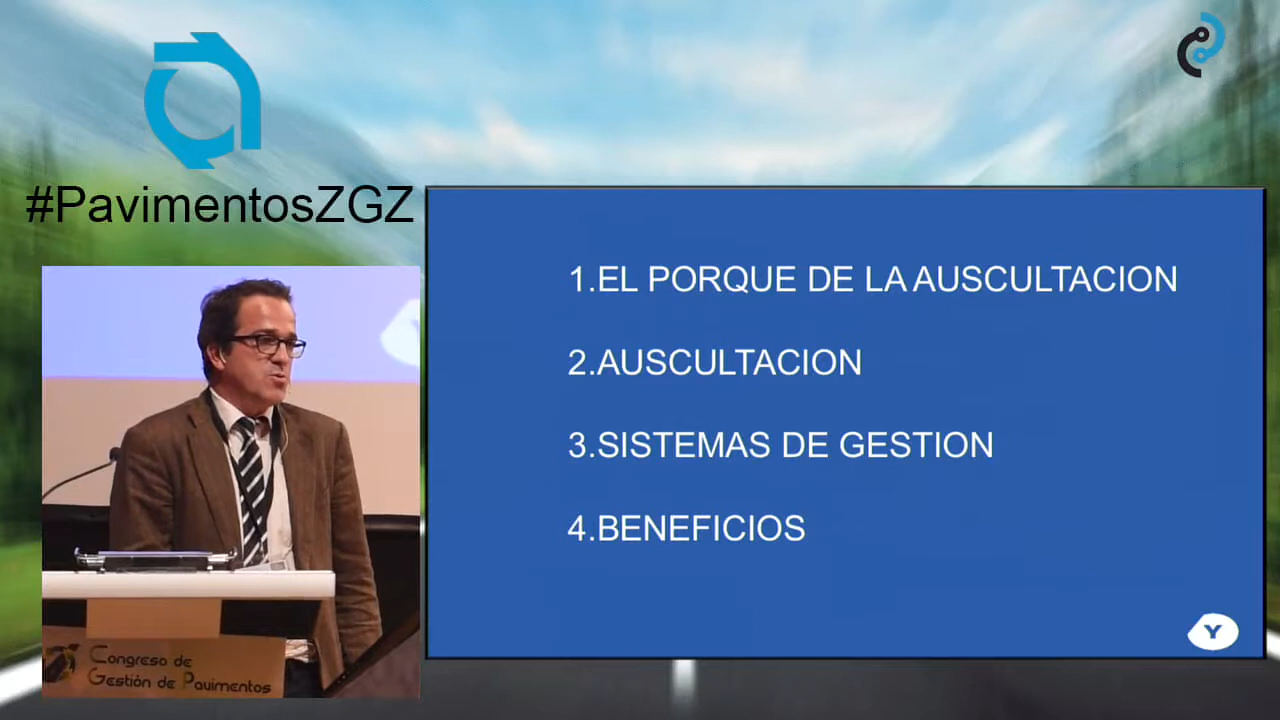 #PavimentosZGZ
1.EL PORQUE DE LA AUSCULTACION
2.AUSCULTACION
3.SISTEMAS DE GESTION
4.BENEFICIOS
Y
Congreso de
Gestión de Pavimentos